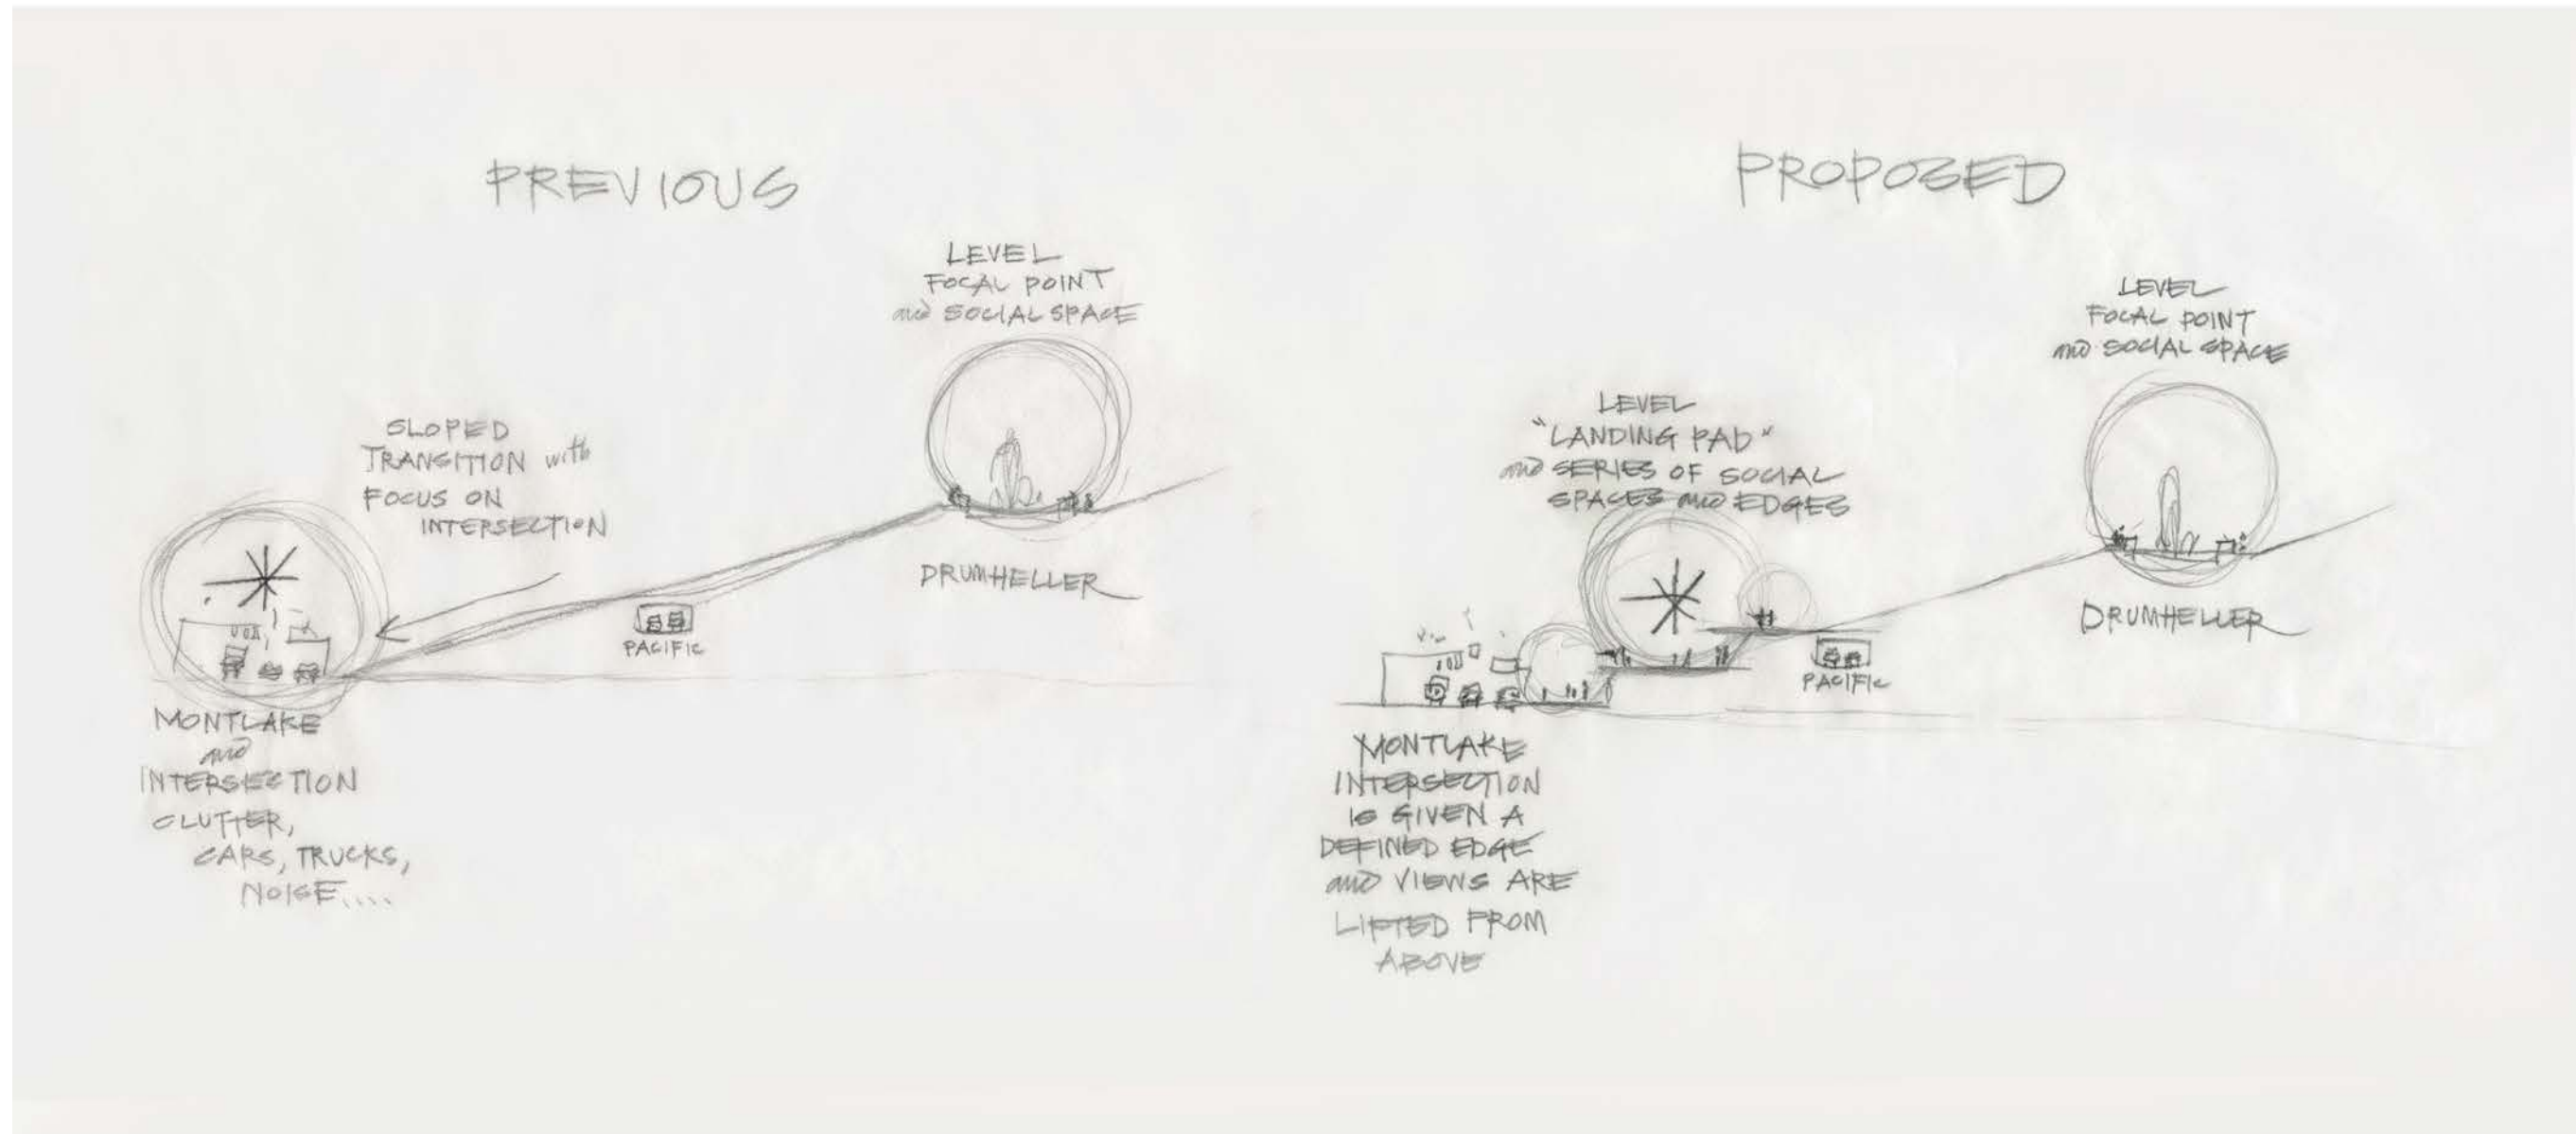 PREVIOUS
LEVEL
FOCAL POINT
and SOCIAL SPACE
SLOPED
TRANSITION with
FOCUS ON
INTERSECTION
PACIFIC
DRUMHELLER
MONTLAKE
and
INTERSECTION
CLUTTER,
CARS, TRUCKS,
NOISE....
PROPOSED
LEVEL
FOCAL POINT
and SOCIAL SPACE
LEVEL
"LANDING PAD"
and SERIES OF SOCIAL
SPACES and EDGES
PACIFIC
DRUMHELLER
MONTLAKE
INTERSECTION
IS GIVEN A
DEFINED EDGE
and VIEWS ARE
LIFTED FROM
ABOVE